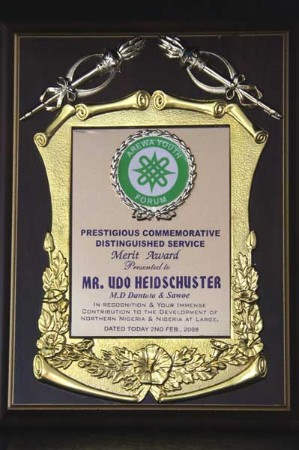 AREWA YOUTH
FORUM
PRESTIGIOUS COMMEMORATIVE
DISTINGUISHED SERVICE
Merit Award
Presented to
MR. UDO HEIDSCHUSTER
M.D Dantata & Sawoe
IN RECOGNITION & YOUR IMMENSE
CONTRIBUTION TO THE DEVELOPMENT OF
NORTHERN NIGERIA & NIGERIA AT LARGE.
DATED TODAY 2ND FEB., 2008